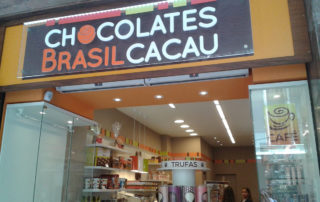 CHOCOLATES
BRASIL CACAU
TRUFAS
CAFÉ